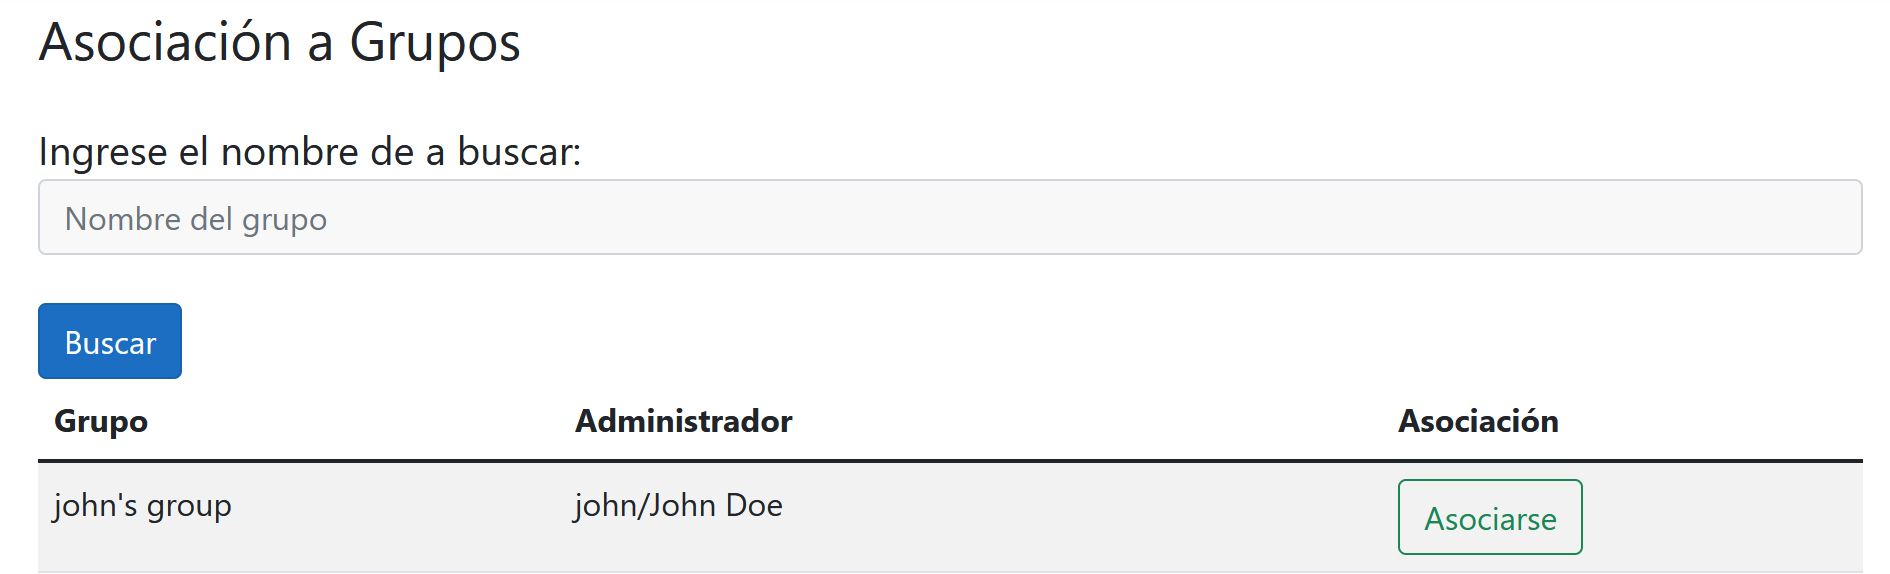 Asociación a Grupos
Ingrese el nombre de a buscar:
Nombre del grupo
Buscar
Grupo Administrador Asociación
john's group john/John Doe Asociarse